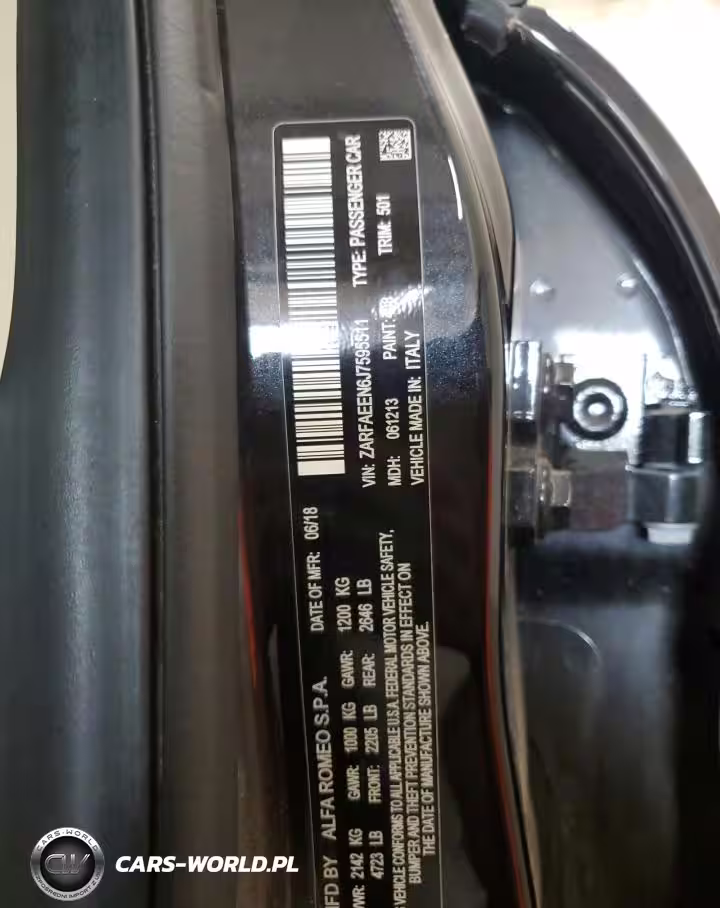 MFD BY ALFA ROMEO S.P.A. DATE OF MFR: 06/18
GVWR: 2142 KG GAWR: 1000 KG GAWR: 1200 KG
4723 LB FRONT: 2205 LB REAR: 2646 LB
VEHICLE CONFORMS TO ALL APPLICABLE U.S.A. FEDERAL MOTOR VEHICLE SAFETY,
BUMPER AND THEFT PREVENTION STANDARDS IN EFFECT ON
THE DATE OF MANUFACTURE SHOWN ABOVE.
VIN: ZARFAEEN6J7595511 TYPE: PASSENGER CAR
MDH: 061213 PAINT: TRIM: 501
VEHICLE MADE IN: ITALY
CARS-WORLD
CW
CARS-WORLD.PL